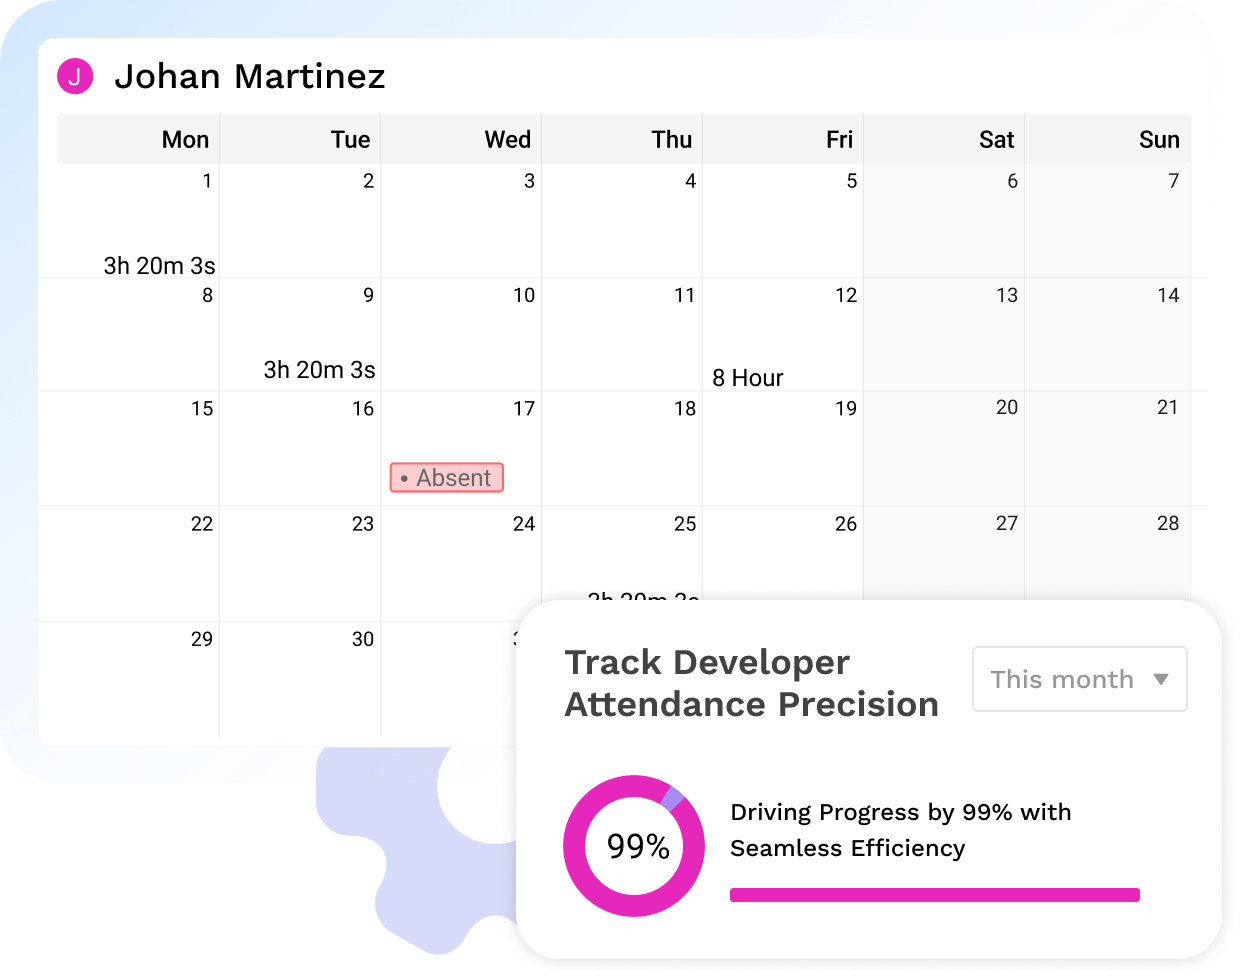 J Johan Martinez
Mon Tue Wed Thu Fri Sat Sun
1 2 3 4 5 6 7
3h 20m 3s
8 9 10 11 12 13 14
3h 20m 3s
8 Hour
15 16 17 18 19 20 21
• Absent
22 23 24 25 26 27 28
29 30
Track Developer
Attendance Precision
This month
99%
Driving Progress by 99% with
Seamless Efficiency